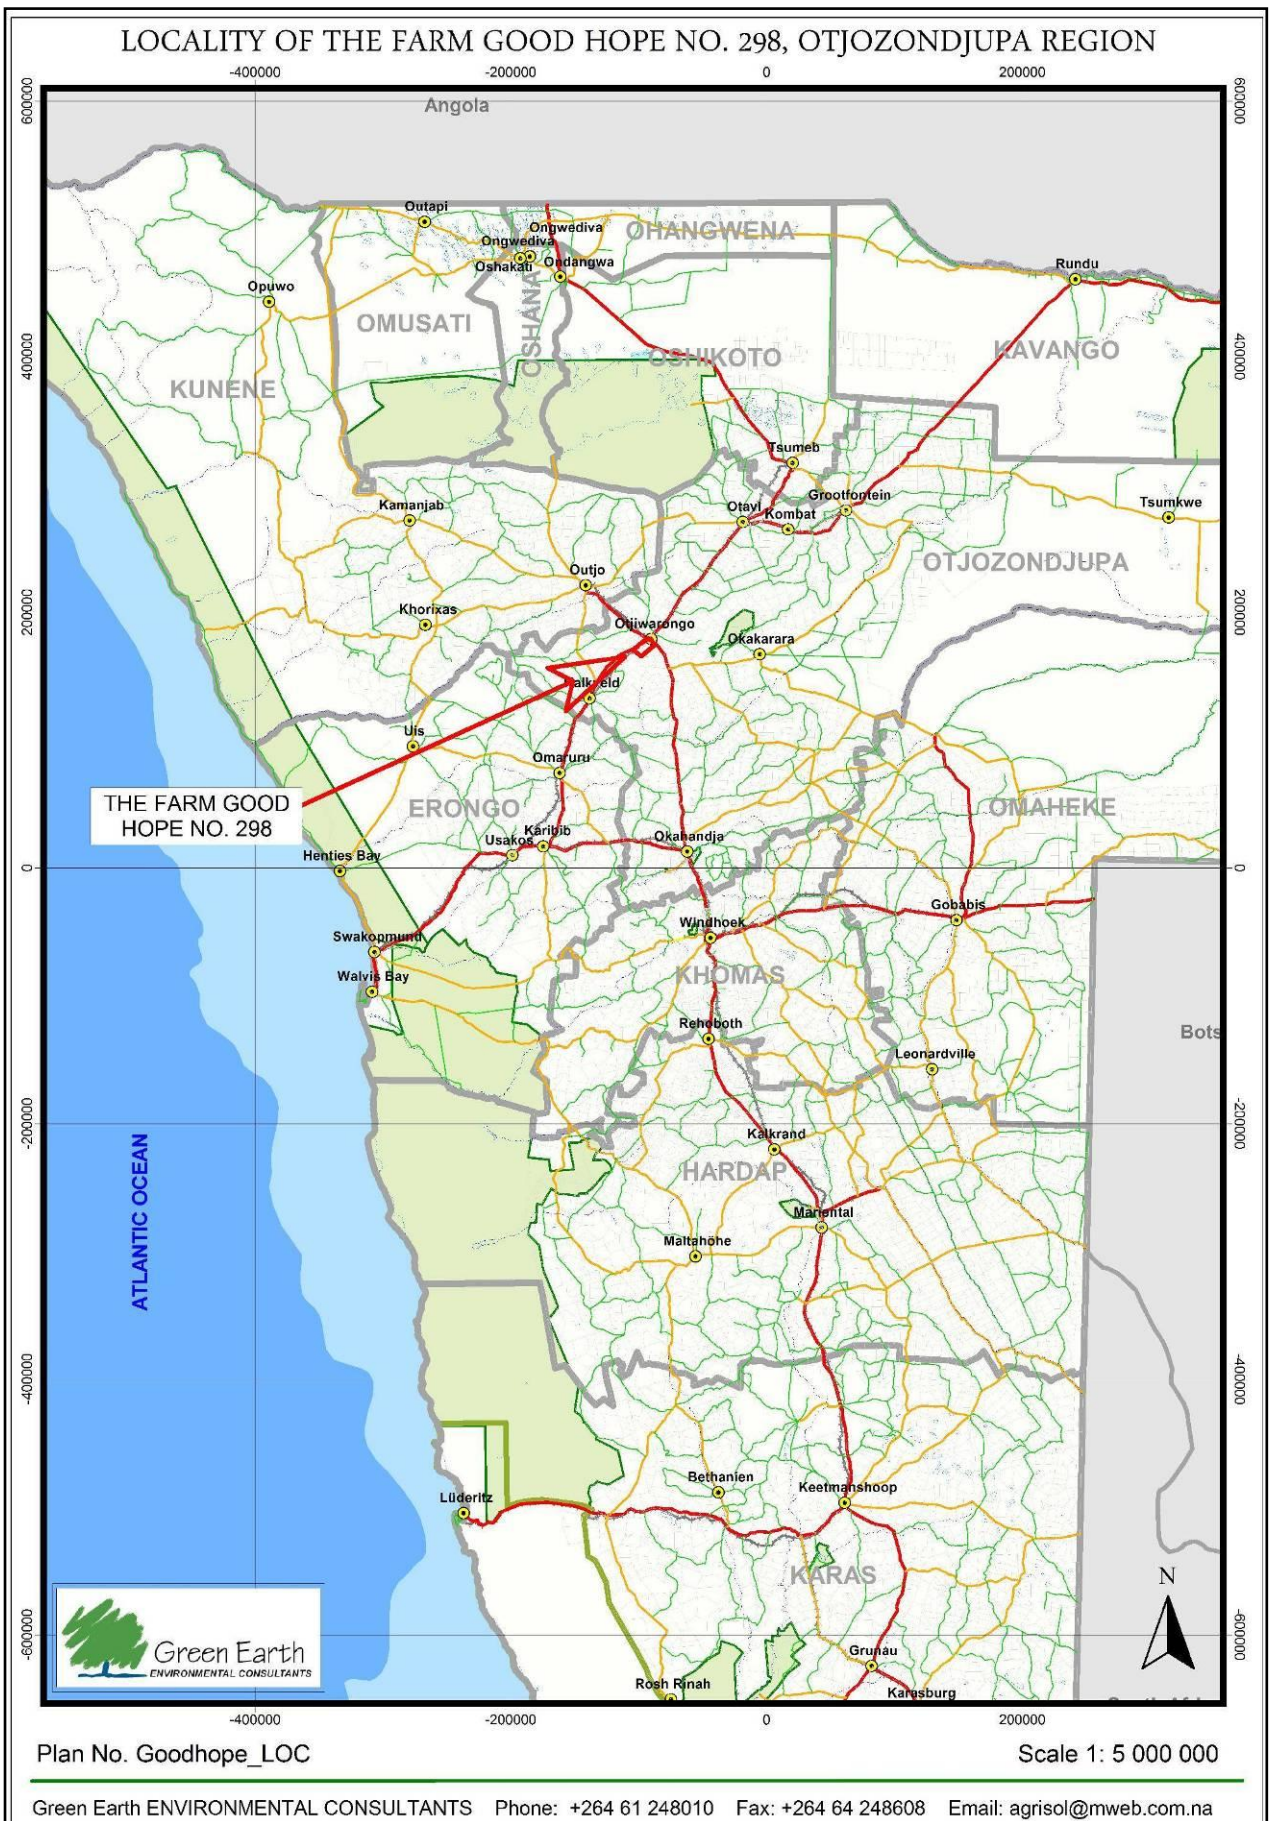 LOCALITY OF THE FARM GOOD HOPE NO. 298, OTJOZONDJUPA REGION
-400000 -200000 0 200000
600000 600000
Angola
Outapi
Ongwediva
OHANGWENA
Ongwediva
Oshakati
Ondangwa
Rundu
Opuwo
OSHANA
OMUSATI
400000 400000
OSHIKOTO
KAVANGO
KUNENE
Tsumeb
Grootfontein
Kamanjab
Otavi
Kombat
Tsumkwe
OTJOZONDJUPA
Outjo
200000 200000
Khorixas
Otjiwarongo
Okakarara
alkveld
Uis
Omaruru
THE FARM GOOD
HOPE NO. 298
ERONGO
OMAHEKE
Usakos
Karibib
Okahandja
Henties Bay
0 0
Gobabis
Swakopmund
Windhoek
Walvis Bay
KHOMAS
Rehoboth
Bots
Leonardville
-200000 -200000
Kalkrand
HARDAP
ATLANTIC OCEAN
Mariental
Maltahöhe
-400000 -400000
Bethanien
Keetmanshoop
Lüderitz
KARAS
N
Green Earth
ENVIRONMENTAL CONSULTANTS
-600000 -600000
Grunau
Rosh Rinah
Karasburg
-400000 -200000 0 200000
Plan No. Goodhope_LOC
Scale 1: 5 000 000
Green Earth ENVIRONMENTAL CONSULTANTS Phone: +264 61 248010 Fax: +264 64 248608 Email: agrisol@mweb.com.na